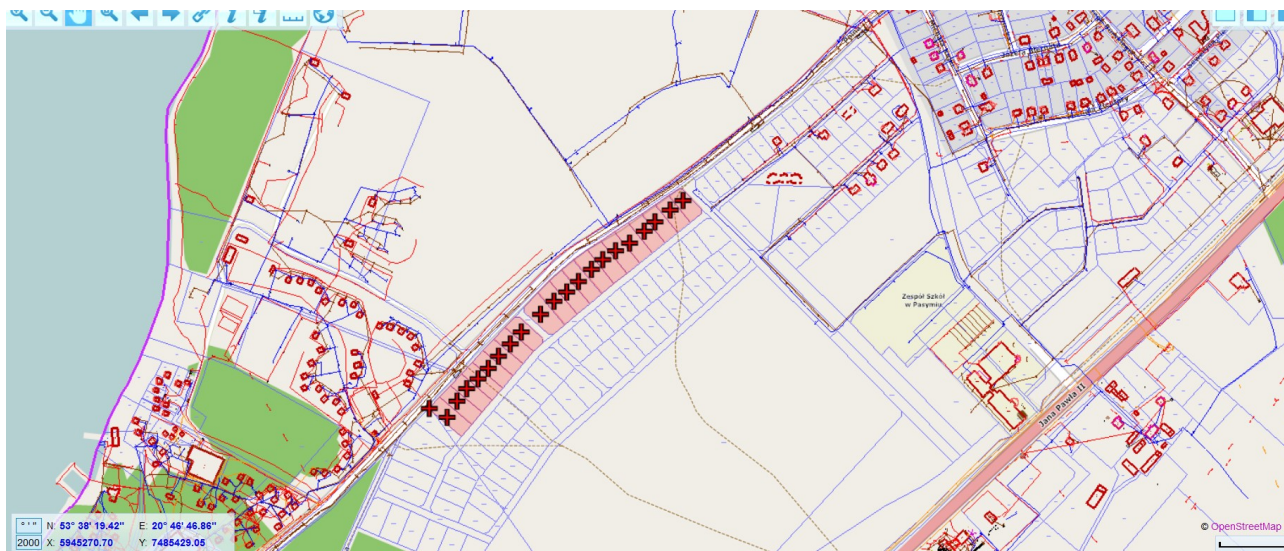 Zespół Szkół
w Pasymiu
Jana Pawła II
° ' " N: 53° 38' 19.42" E: 20° 46' 46.86"
2000 X: 5945270.70 Y: 7485429.05
© OpenStreetMap